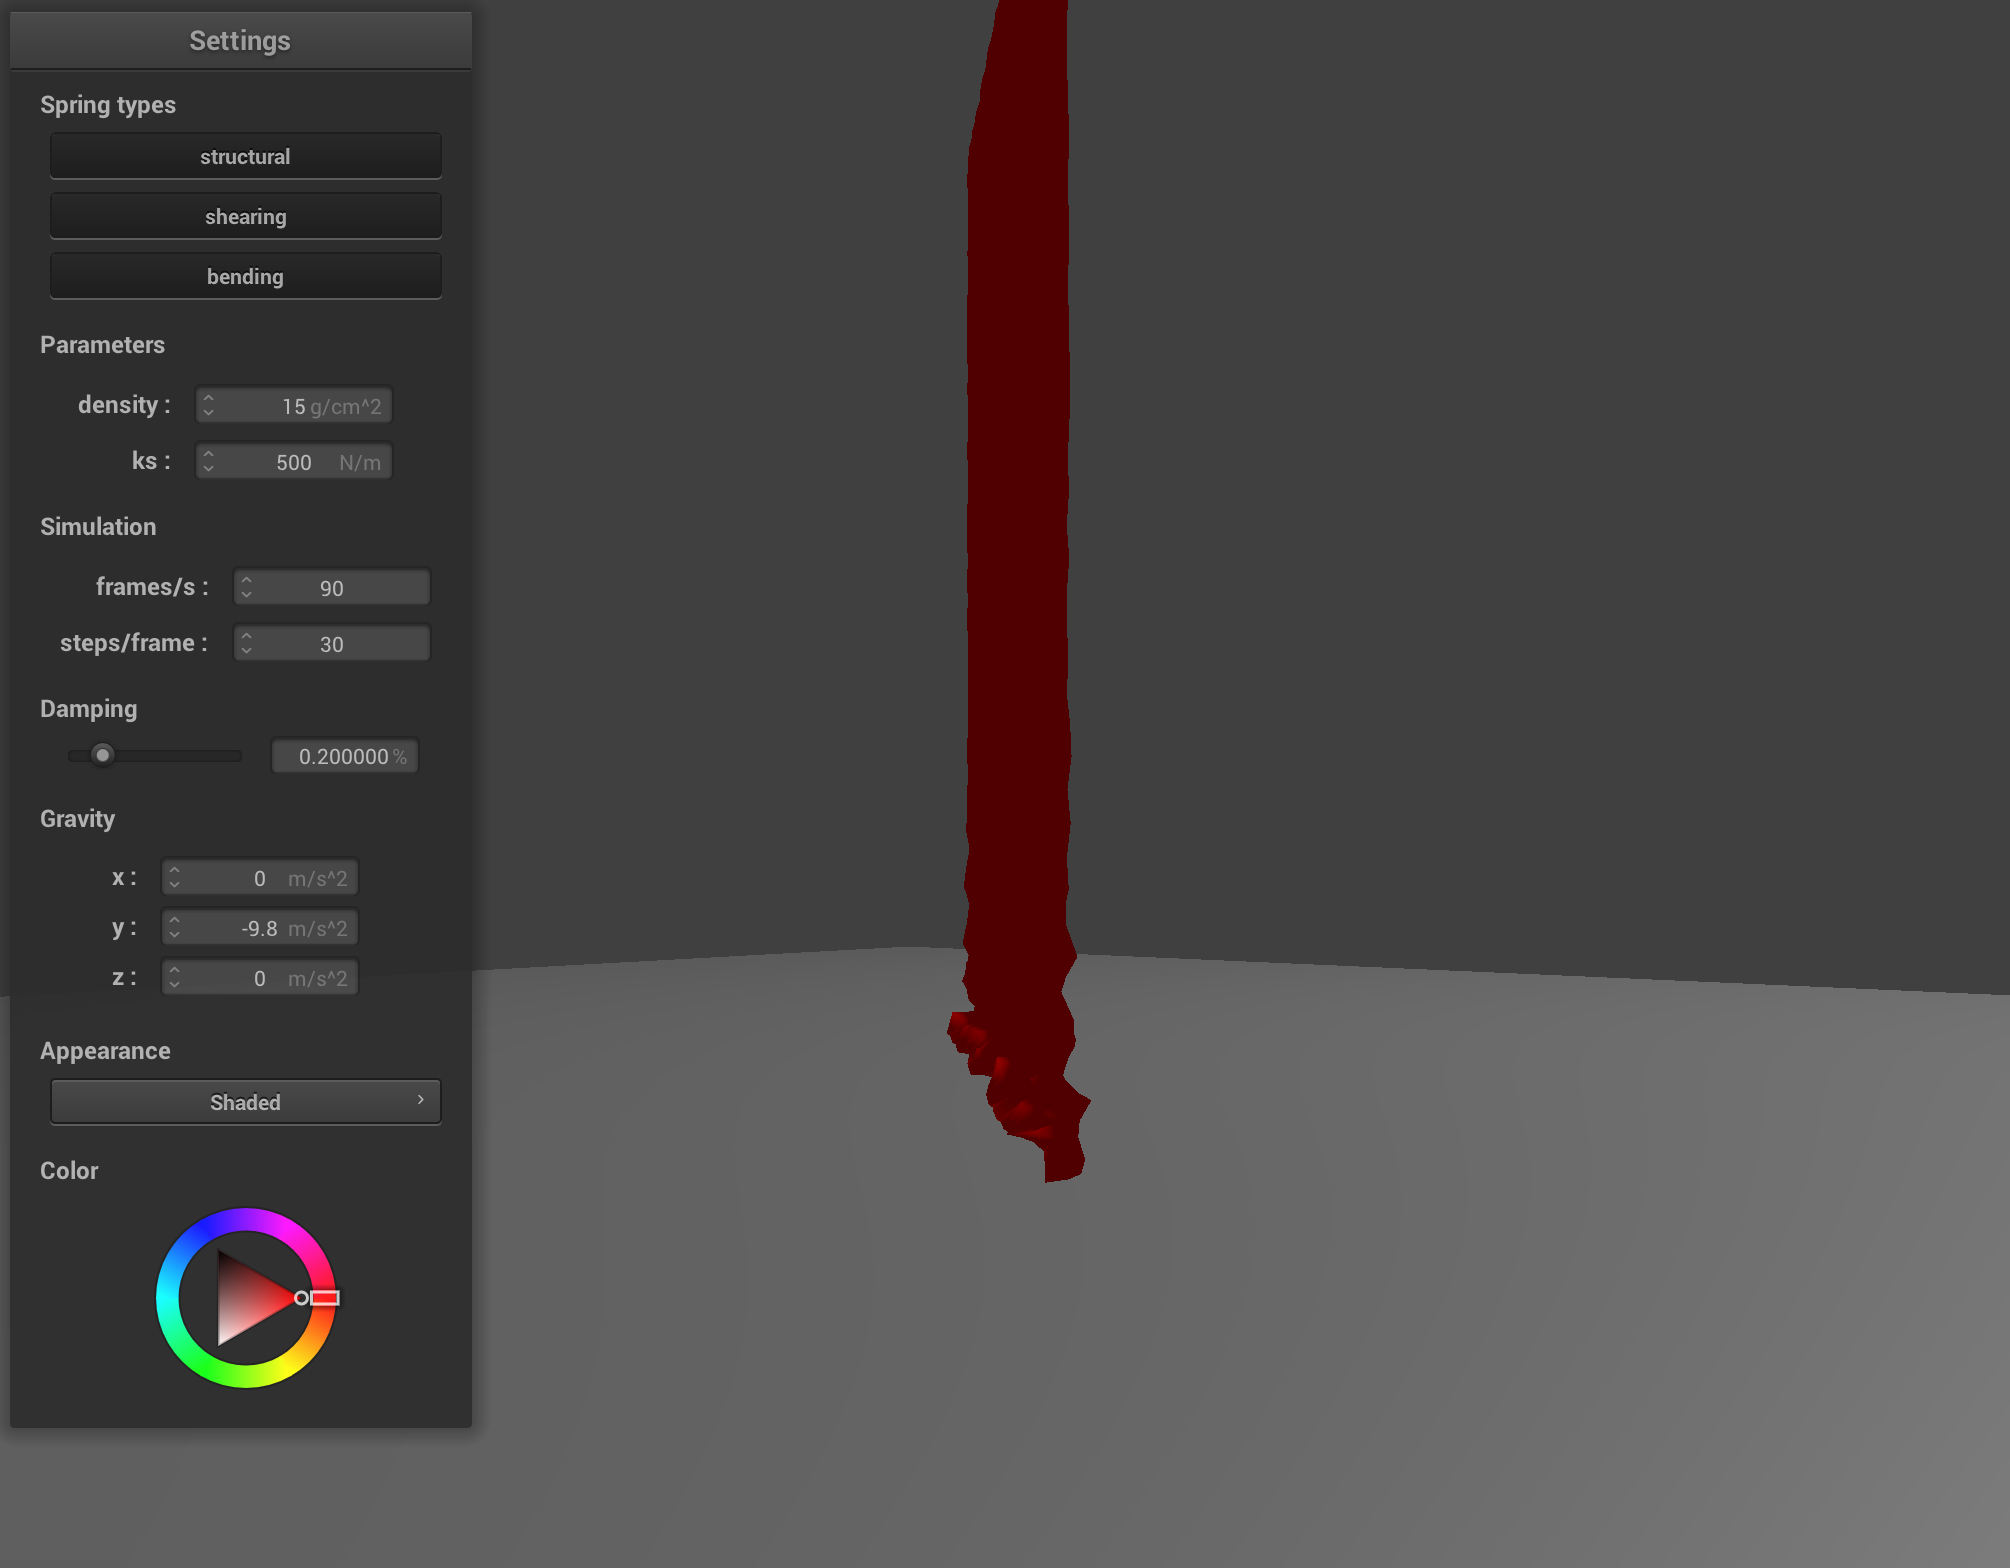 Settings
Spring types
structural
shearing
bending
Parameters
density : 15 g/cm^2
ks : 500 N/m
Simulation
frames/s : 90
steps/frame : 30
Damping
0.200000 %
Gravity
x : 0 m/s^2
y : -9.8 m/s^2
z : 0 m/s^2
Appearance
Shaded
Color